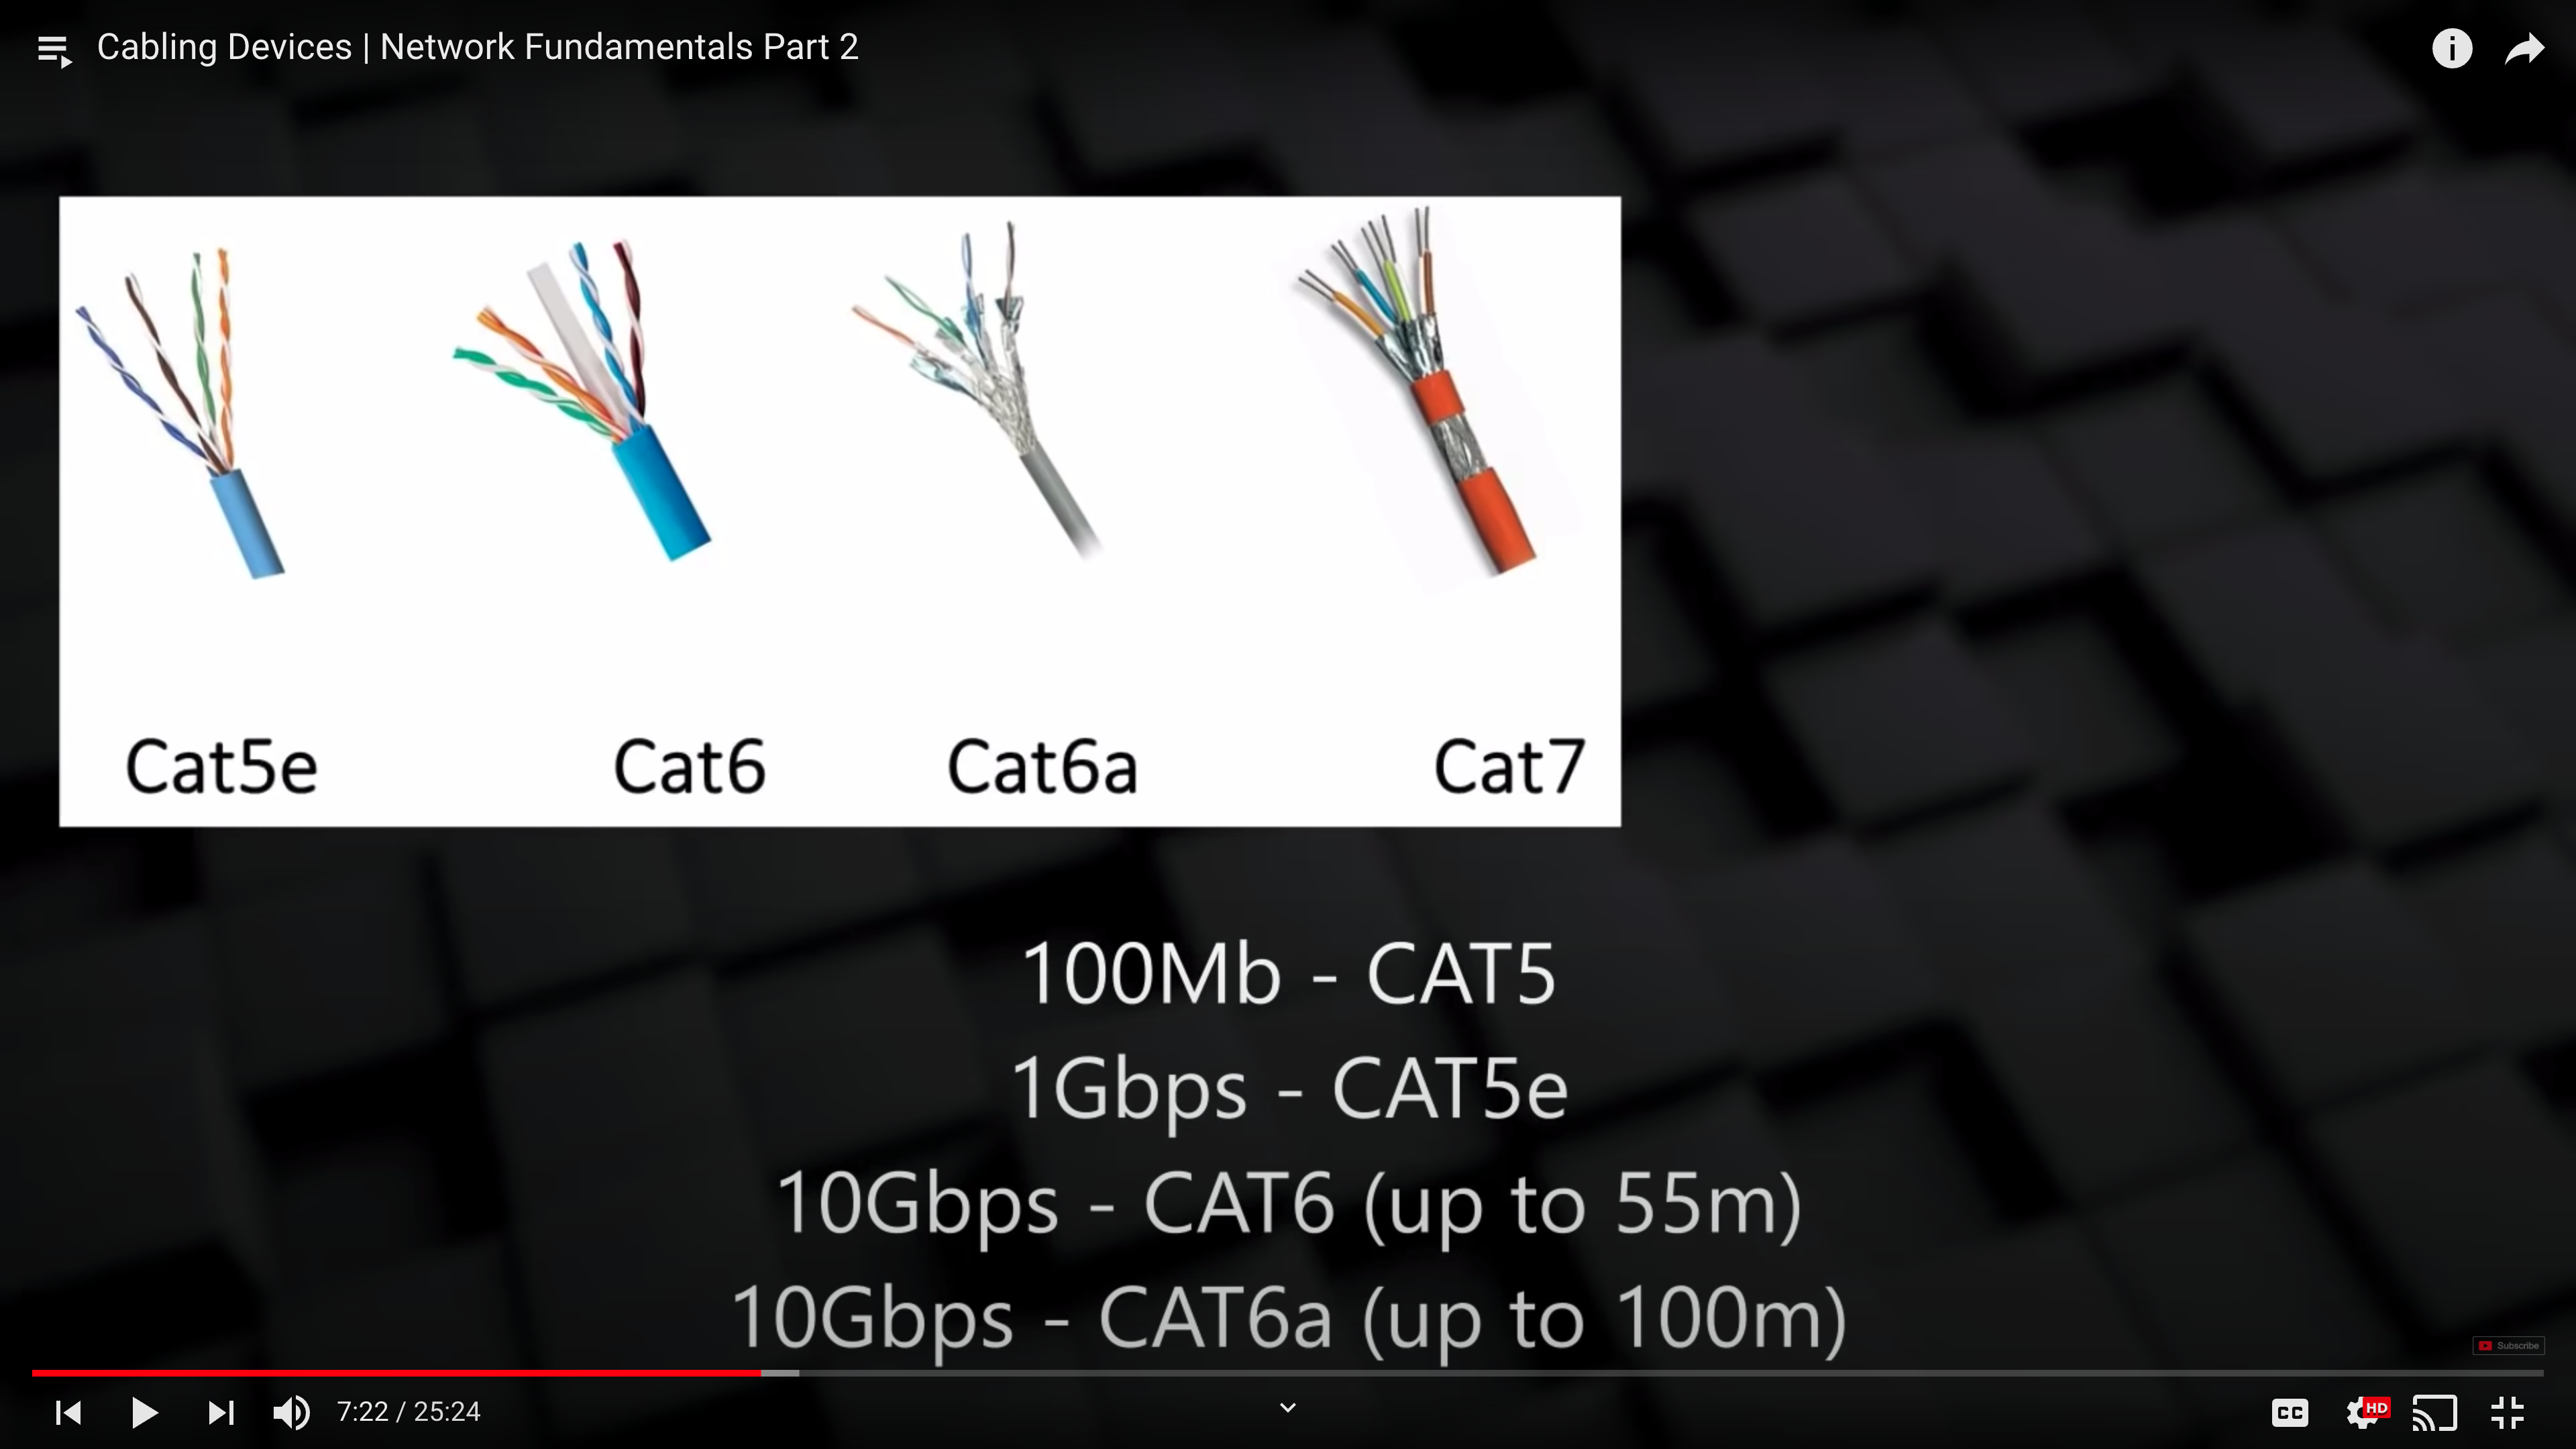 Cabling Devices | Network Fundamentals Part 2
Cat5e Cat6 Cat6a Cat7
100Mb - CAT5
1Gbps - CAT5e
10Gbps - CAT6 (up to 55m)
10Gbps - CAT6a (up to 100m)
Subscribe
7:22 / 25:24
CC
HD